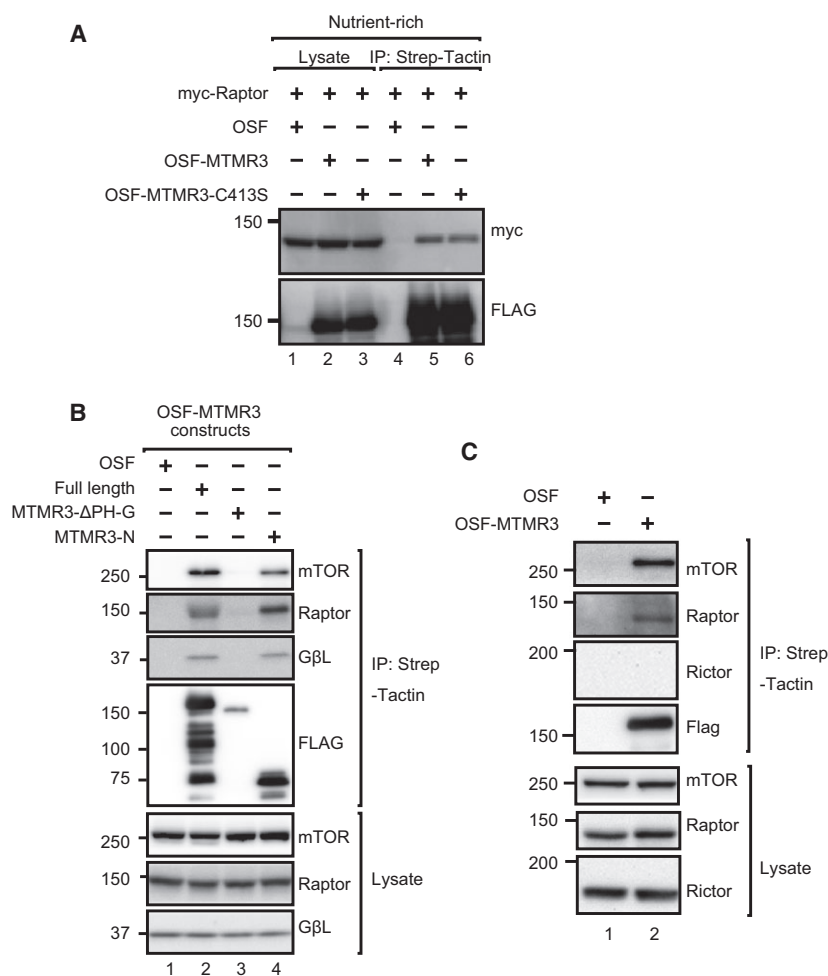 A
Nutrient-rich
Lysate IP: Strep-Tactin
myc-Raptor + + + + + +
OSF + – – + – –
OSF-MTMR3 – + – – + –
OSF-MTMR3-C413S – – + – – +
150 myc
150 FLAG
1 2 3 4 5 6
B
OSF-MTMR3
constructs
OSF + – – –
Full length – + – –
MTMR3-ΔPH-G – – + –
MTMR3-N – – – +
250 mTOR
150 Raptor
37 GβL
IP: Strep
-Tactin
150
100
75
FLAG
250 mTOR
150 Raptor
37 GβL
Lysate
1 2 3 4
C
OSF + –
OSF-MTMR3 – +
250 mTOR
150 Raptor
200 Rictor
150 Flag
IP: Strep
-Tactin
250 mTOR
150 Raptor
200 Rictor
Lysate
1 2